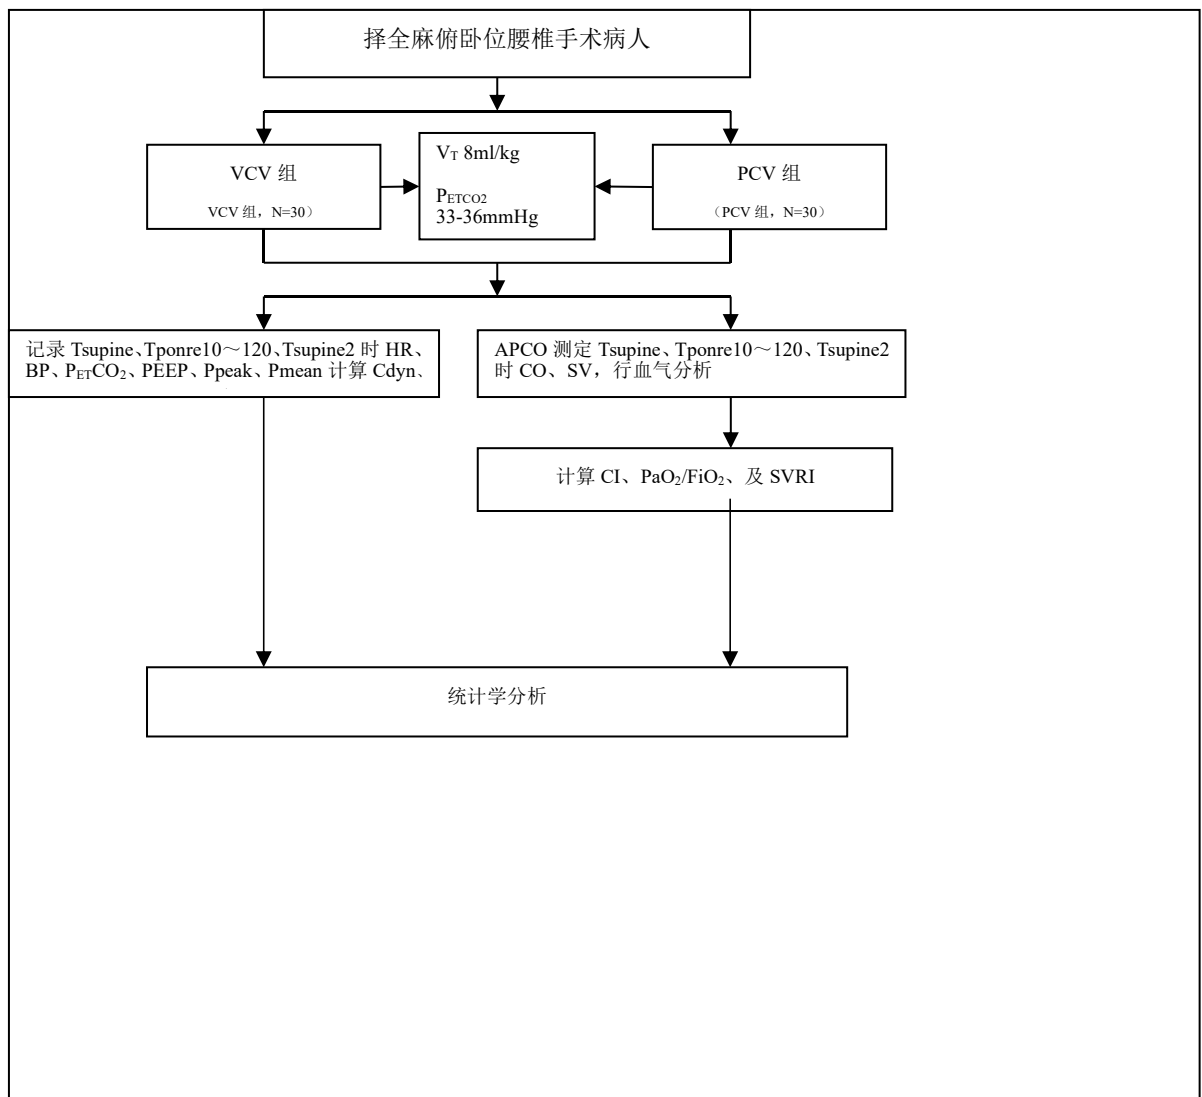 择全麻俯卧位腰椎手术病人
VCV 组
VCV 组，N=30）
V_T 8ml/kg
P_ETCO2
33-36mmHg
PCV 组
（PCV 组，N=30）
记录 Tsupine、Tponre10～120、Tsupine2 时 HR、
BP、P_ETCO₂、PEEP、Ppeak、Pmean 计算 Cdyn、
APCO 测定 Tsupine、Tponre10～120、Tsupine2
时 CO、SV，行血气分析
计算 CI、PaO₂/FiO₂、及 SVRI
统计学分析